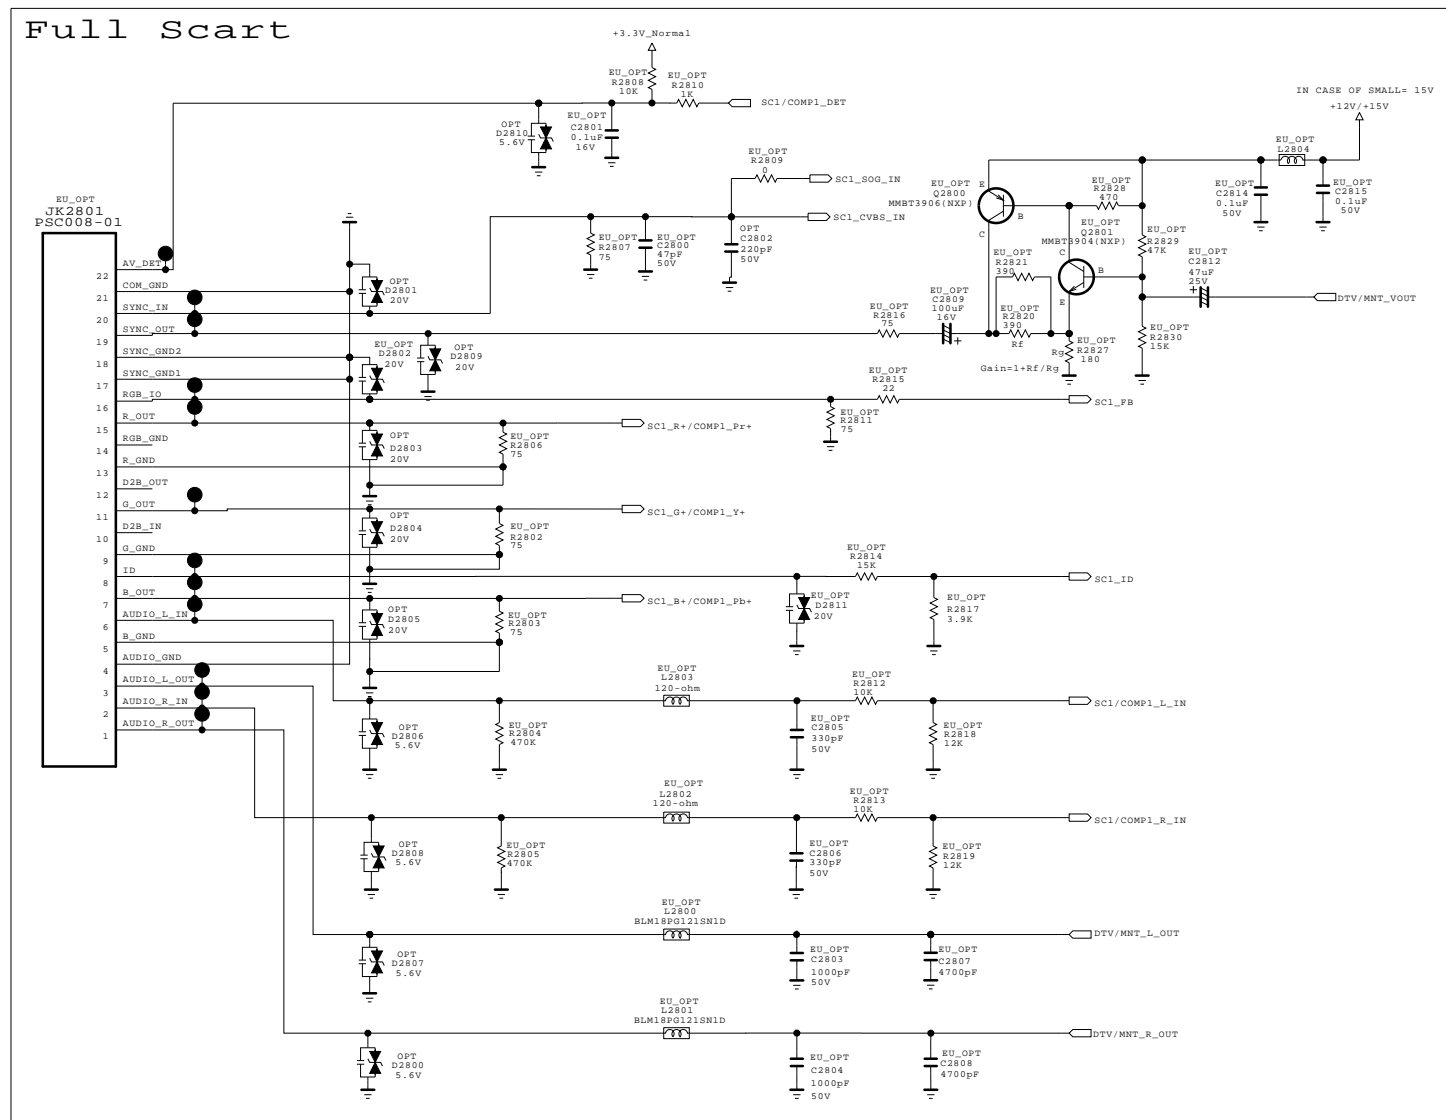 Full Scart
+3.3V_Normal
EU_OPT
R2808
10K
EU_OPT
R2810
1K
SC1/COMP1_DET
OPT
D2810
5.6V
EU_OPT
C2801
0.1uF
16V
IN CASE OF SMALL= 15V
+12V/+15V
EU_OPT
L2804
EU_OPT
C2814
0.1uF
50V
EU_OPT
C2815
0.1uF
50V
EU_OPT
R2809
0
SC1_SOG_IN
SC1_CVBS_IN
EU_OPT
R2807
75
EU_OPT
C2800
47pF
50V
OPT
C2802
220pF
50V
EU_OPT
Q2800
MMBT3906(NXP)
E
B
C
EU_OPT
R2828
470
EU_OPT
Q2801
MMBT3904(NXP)
C
B
E
EU_OPT
R2829
47K
EU_OPT
C2812
47uF
25V
+
DTV/MNT_VOUT
EU_OPT
R2821
390
EU_OPT
R2820
390
Rf
EU_OPT
C2809
100uF
16V
+
EU_OPT
R2816
75
Rg
EU_OPT
R2827
180
EU_OPT
R2830
15K
Gain=1+Rf/Rg
EU_OPT
JK2801
PSC008-01
AV_DET
22
COM_GND
21
SYNC_IN
20
SYNC_OUT
19
SYNC_GND2
18
SYNC_GND1
17
RGB_IO
16
R_OUT
15
RGB_GND
14
R_GND
13
D2B_OUT
12
G_OUT
11
D2B_IN
10
G_GND
9
ID
8
B_OUT
7
AUDIO_L_IN
6
B_GND
5
AUDIO_GND
4
AUDIO_L_OUT
3
AUDIO_R_IN
2
AUDIO_R_OUT
1
OPT
D2801
20V
EU_OPT
D2802
20V
OPT
D2809
20V
EU_OPT
R2815
22
SC1_FB
EU_OPT
R2811
75
OPT
D2803
20V
EU_OPT
R2806
75
SC1_R+/COMP1_Pr+
OPT
D2804
20V
EU_OPT
R2802
75
SC1_G+/COMP1_Y+
EU_OPT
R2814
15K
SC1_ID
EU_OPT
D2811
20V
EU_OPT
R2817
3.9K
OPT
D2805
20V
EU_OPT
R2803
75
SC1_B+/COMP1_Pb+
EU_OPT
L2803
120-ohm
EU_OPT
R2812
10K
SC1/COMP1_L_IN
OPT
D2806
5.6V
EU_OPT
R2804
470K
EU_OPT
C2805
330pF
50V
EU_OPT
R2818
12K
EU_OPT
L2802
120-ohm
EU_OPT
R2813
10K
SC1/COMP1_R_IN
OPT
D2808
5.6V
EU_OPT
R2805
470K
EU_OPT
C2806
330pF
50V
EU_OPT
R2819
12K
EU_OPT
L2800
BLM18PG121SN1D
DTV/MNT_L_OUT
OPT
D2807
5.6V
EU_OPT
C2803
1000pF
50V
EU_OPT
C2807
4700pF
EU_OPT
L2801
BLM18PG121SN1D
DTV/MNT_R_OUT
OPT
D2800
5.6V
EU_OPT
C2804
1000pF
50V
EU_OPT
C2808
4700pF